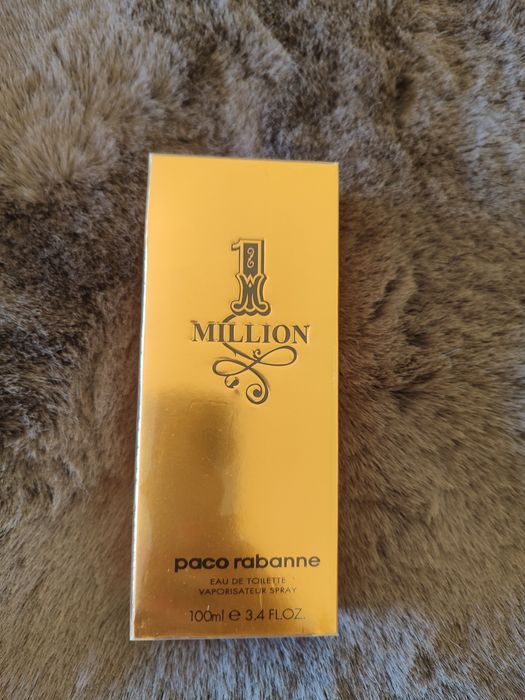 1
MILLION
paco rabanne
EAU DE TOILETTE
VAPORISATEUR SPRAY
100ml e 3.4 FL.OZ.